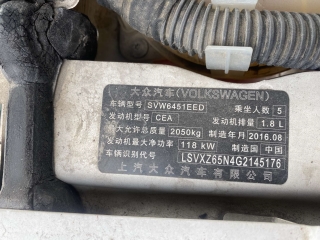 大众汽车(VOLKSWAGEN)
车辆型号 SVW6451EED 乘坐人数 5
发动机型号 CEA 发动机排量 1.8 L
最大允许总质量 2050kg 制造年月 2016.08
发动机最大净功率 118 kW 制造国 中国
车辆识别代号 LSVXZ65N4G2145176
上汽大众汽车有限公司